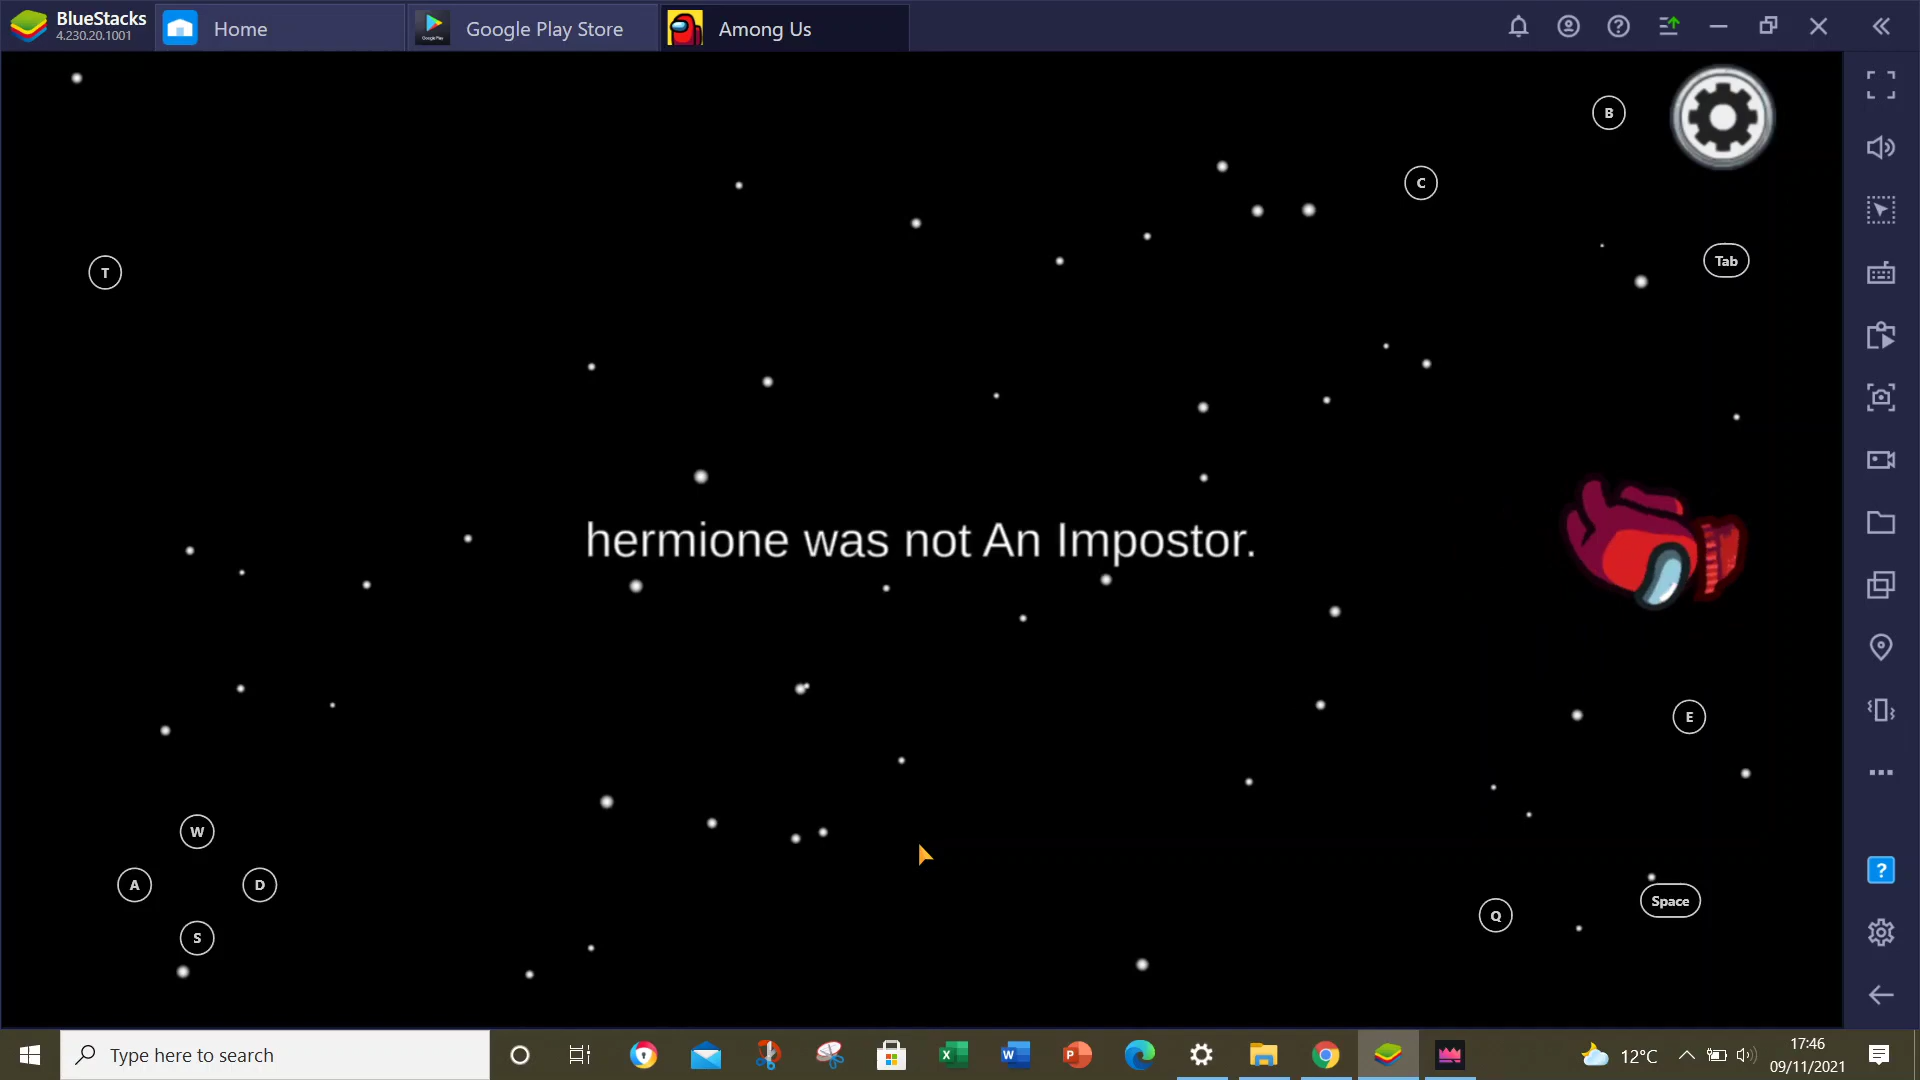 BlueStacks
4.230.20.1001
Home
Google Play Store
Among Us
B
C
T
Tab
hermione was not An Impostor.
E
W
A
D
S
Q
Space
?
Type here to search
12°C
17:46
09/11/2021